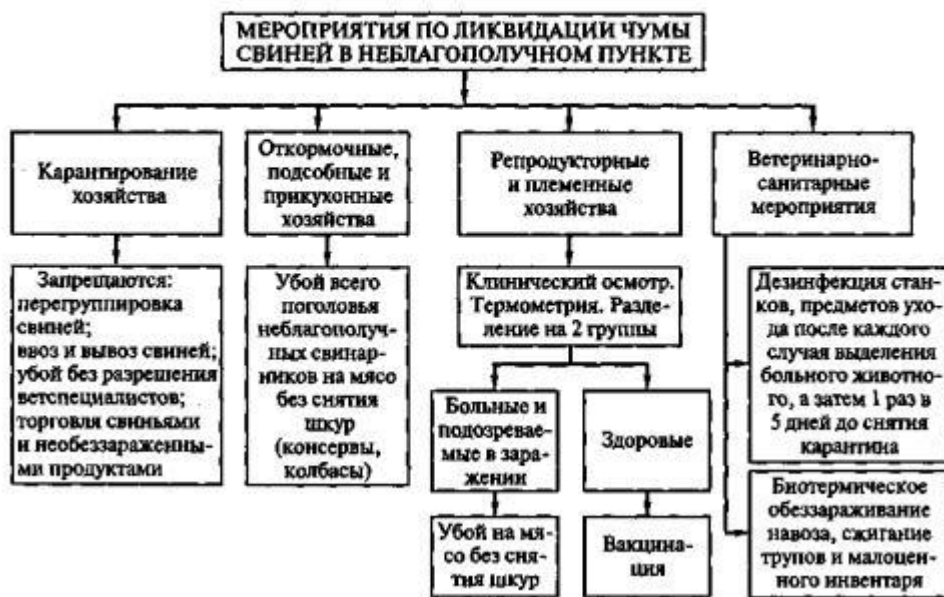 МЕРОПРИЯТИЯ ПО ЛИКВИДАЦИИ ЧУМЫ
СВИНЕЙ В НЕБЛАГОПОЛУЧНОМ ПУНКТЕ
Карантирование
хозяйства
Откормочные,
подсобные и
прикухонные
хозяйства
Репродукторные
и племенные
хозяйства
Ветеринарно-
санитарные
мероприятия
Запрещаются:
перегруппировка
свиней;
ввоз и вывоз свиней;
убой без разрешения
ветспециалистов;
торговля свиньями
и необеззараженны-
ми продуктами
Убой всего
поголовья
неблагополуч-
ных свинар-
ников на мясо
без снятия
шкур
(консервы,
колбасы)
Клинический осмотр.
Термометрия. Разде-
ление на 2 группы
Больные и
подозревае-
мые в зара-
жении
Здоровые
Убой на мя-
со без сня-
тия шкур
Вакцина-
ция
Дезинфекция стан-
ков, предметов ухо-
да после каждого
случая выделения
больного животно-
го, а затем 1 раз в
5 дней до снятия
карантина
Биотермическое
обеззараживание
навоза, сжигание
трупов и малоцен-
ного инвентаря